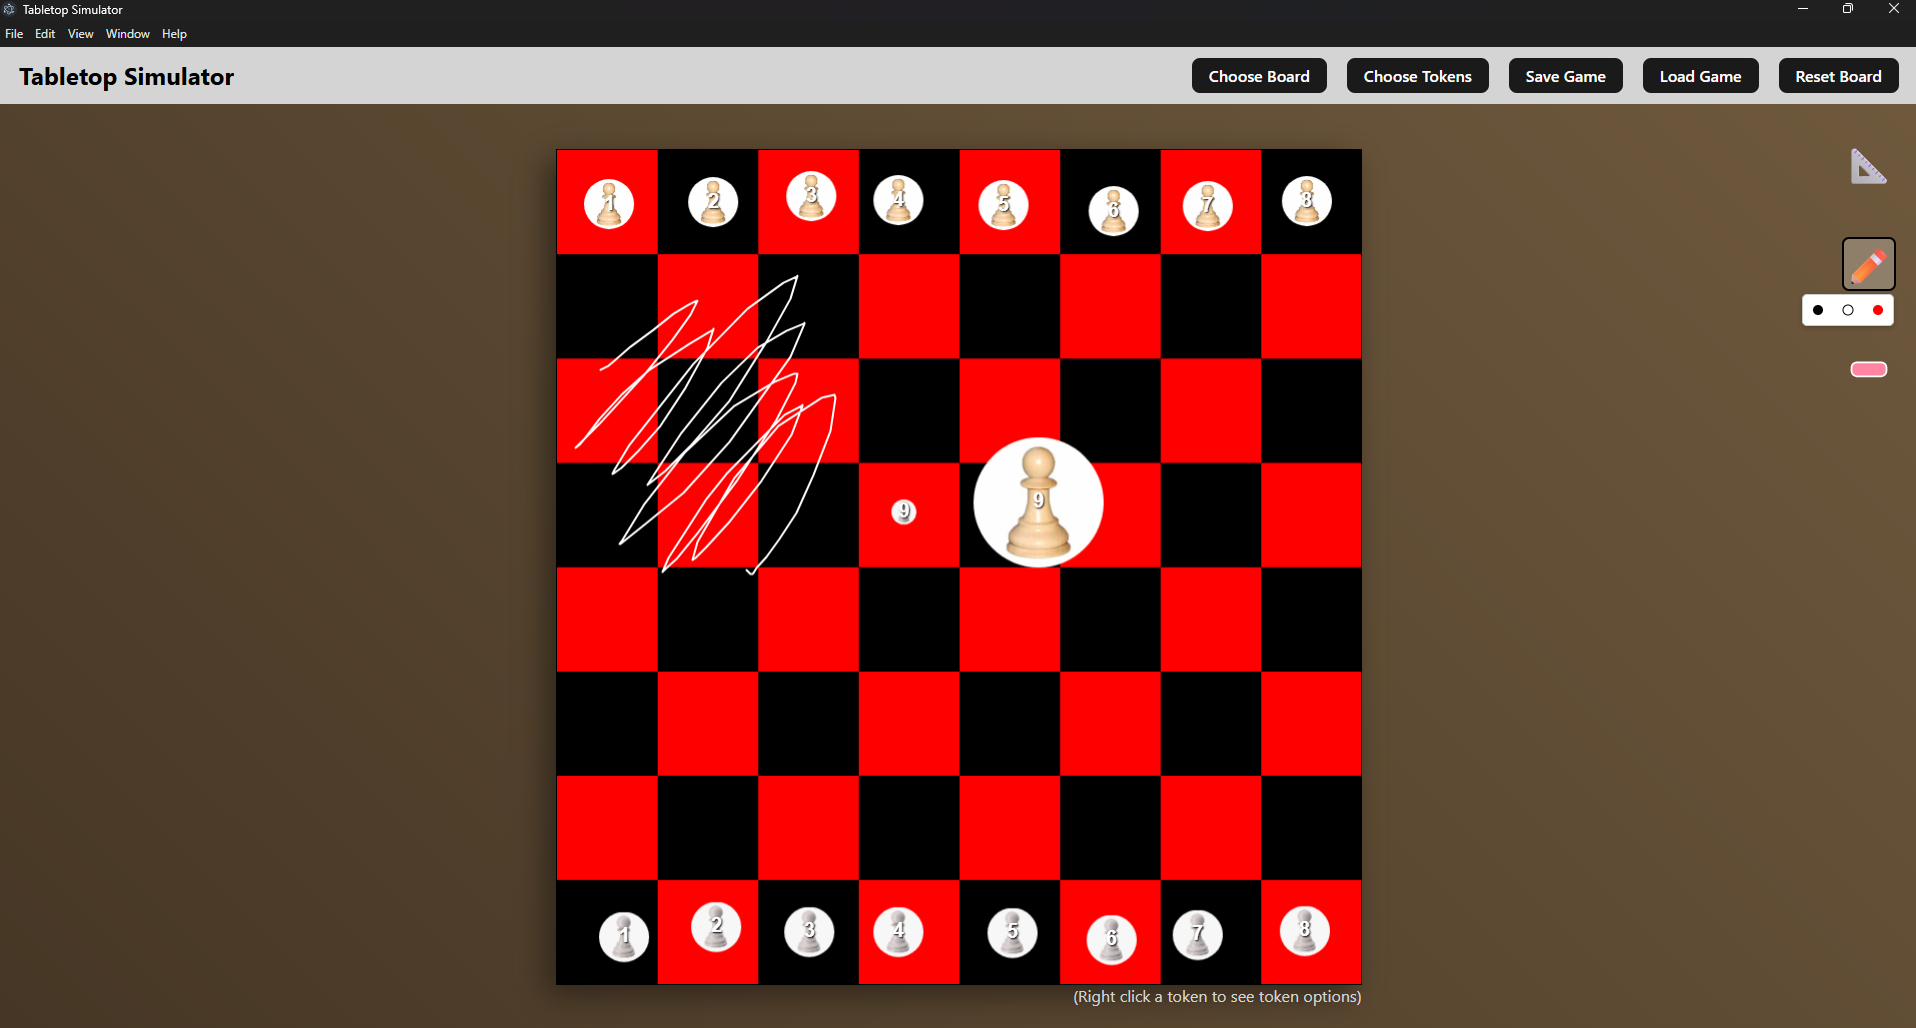 Tabletop Simulator
File Edit View Window Help
Tabletop Simulator
Choose Board Choose Tokens Save Game Load Game Reset Board
1 2 3 4 5 6 7 8
9 9
1 2 3 4 5 6 7 8
(Right click a token to see token options)